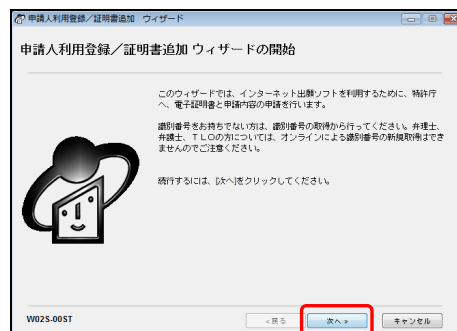 申請人利用登録／証明書追加 ウィザード
申請人利用登録／証明書追加 ウィザードの開始
このウィザードでは、インターネット出願ソフトを利用するために、特許庁
へ、電子証明書と申請内容の申請を行います。
識別番号をお持ちでない方は、識別番号の取得から行ってください。弁理士、
弁護士、ＴＬＯの方については、オンラインによる識別番号の新規取得はでき
ませんのでご注意ください。
続行するには、[次へ]をクリックしてください。
W02S-00ST
<戻る
次へ>
キャンセル